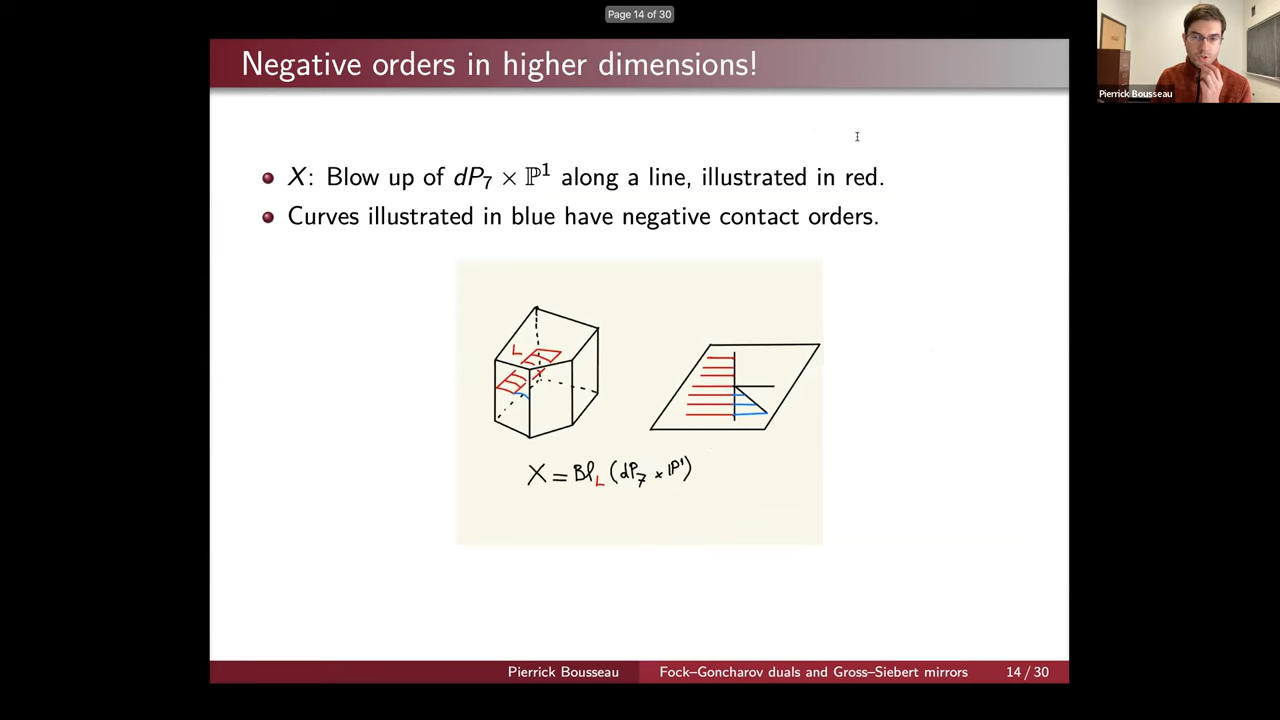 Page 14 of 30
Negative orders in higher dimensions!
Pierrick Bousseau
X: Blow up of dP₇ × ℙ¹ along a line, illustrated in red.
Curves illustrated in blue have negative contact orders.
L
X = Bl_L (dP₇ × ℙ¹)
Pierrick Bousseau
Fock–Goncharov duals and Gross–Siebert mirrors
14 / 30